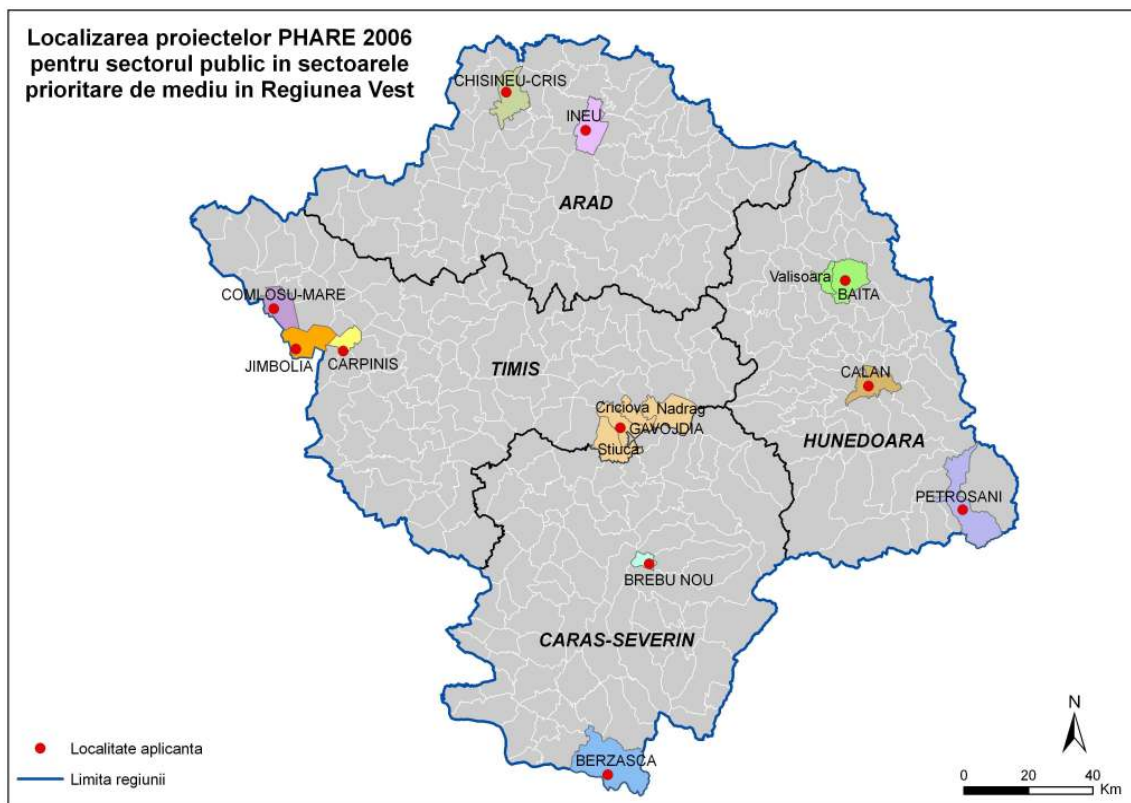 Localizarea proiectelor PHARE 2006
pentru sectorul public in sectoarele
prioritare de mediu in Regiunea Vest
CHISINEU-CRIS
INEU
ARAD
Valisoara
BAITA
COMLOSU-MARE
JIMBOLIA
CARPINIS
TIMIS
CALAN
Criciova
Nadrag
GAVOJDIA
Stiuca
HUNEDOARA
PETROSANI
BREBU NOU
CARAS-SEVERIN
BERZASCA
Localitate aplicanta
Limita regiunii
N
0 20 40
Km